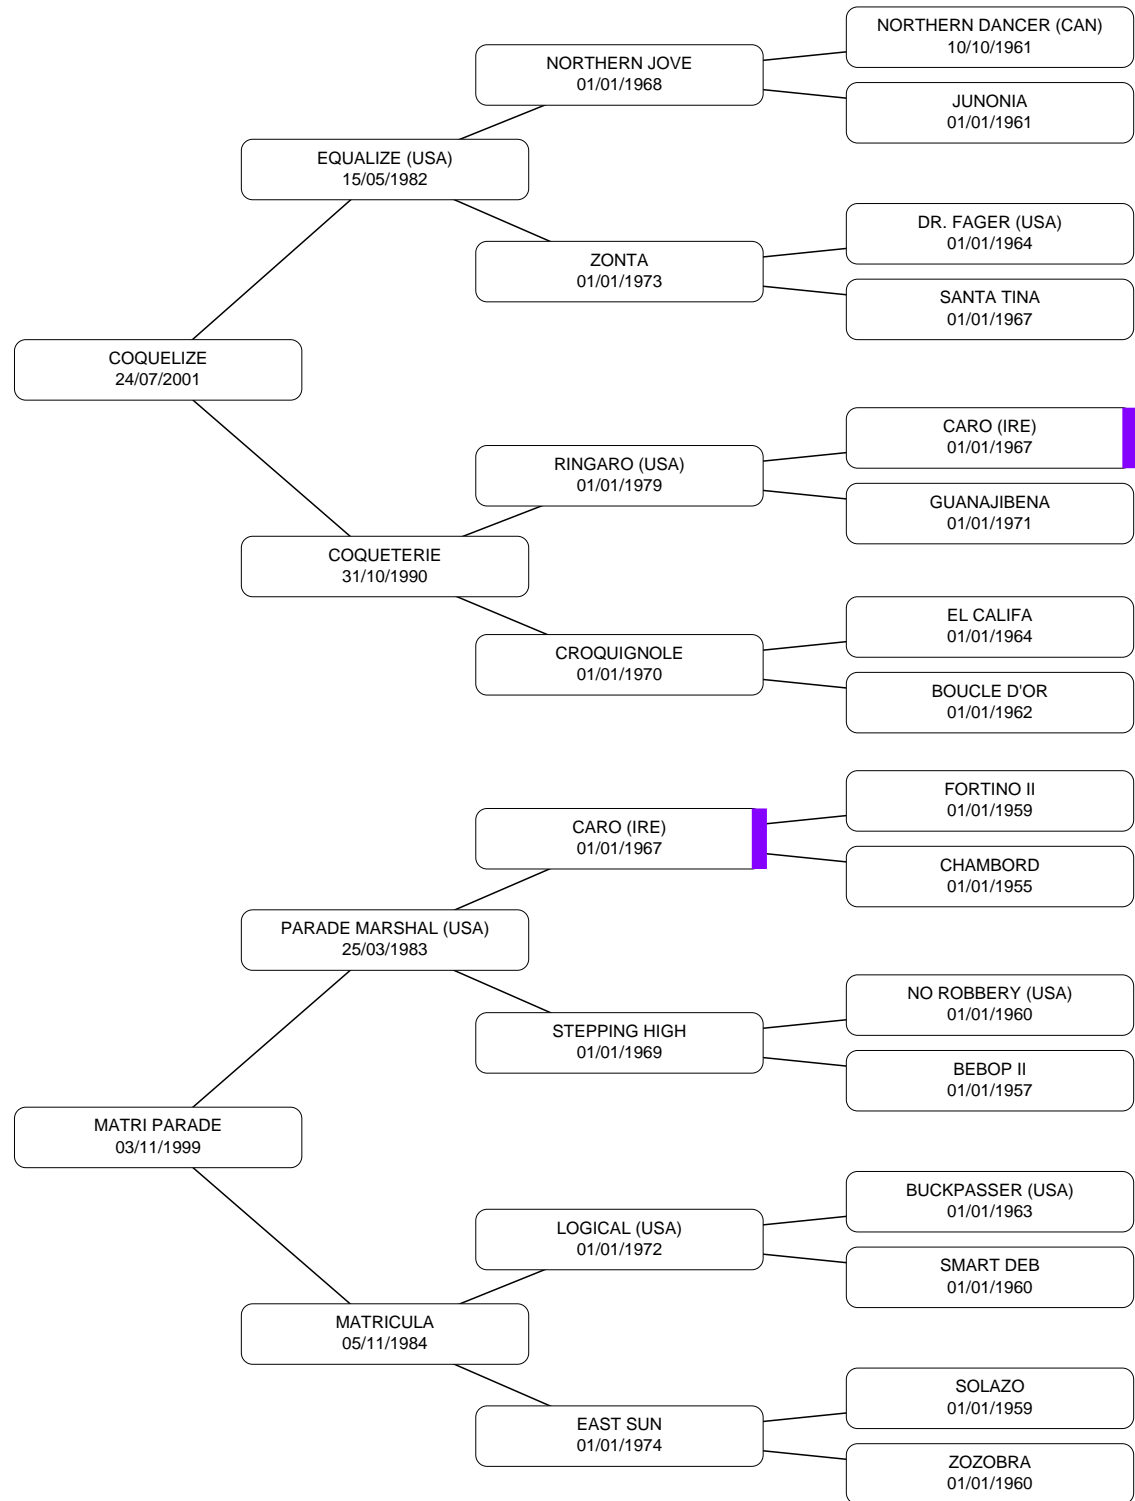 NORTHERN DANCER (CAN)
10/10/1961
NORTHERN JOVE
01/01/1968
JUNONIA
01/01/1961
EQUALIZE (USA)
15/05/1982
DR. FAGER (USA)
01/01/1964
ZONTA
01/01/1973
SANTA TINA
01/01/1967
COQUELIZE
24/07/2001
CARO (IRE)
01/01/1967
RINGARO (USA)
01/01/1979
GUANAJIBENA
01/01/1971
COQUETERIE
31/10/1990
EL CALIFA
01/01/1964
CROQUIGNOLE
01/01/1970
BOUCLE D'OR
01/01/1962
FORTINO II
01/01/1959
CARO (IRE)
01/01/1967
CHAMBORD
01/01/1955
PARADE MARSHAL (USA)
25/03/1983
NO ROBBERY (USA)
01/01/1960
STEPPING HIGH
01/01/1969
BEBOP II
01/01/1957
MATRI PARADE
03/11/1999
BUCKPASSER (USA)
01/01/1963
LOGICAL (USA)
01/01/1972
SMART DEB
01/01/1960
MATRICULA
05/11/1984
SOLAZO
01/01/1959
EAST SUN
01/01/1974
ZOZOBRA
01/01/1960